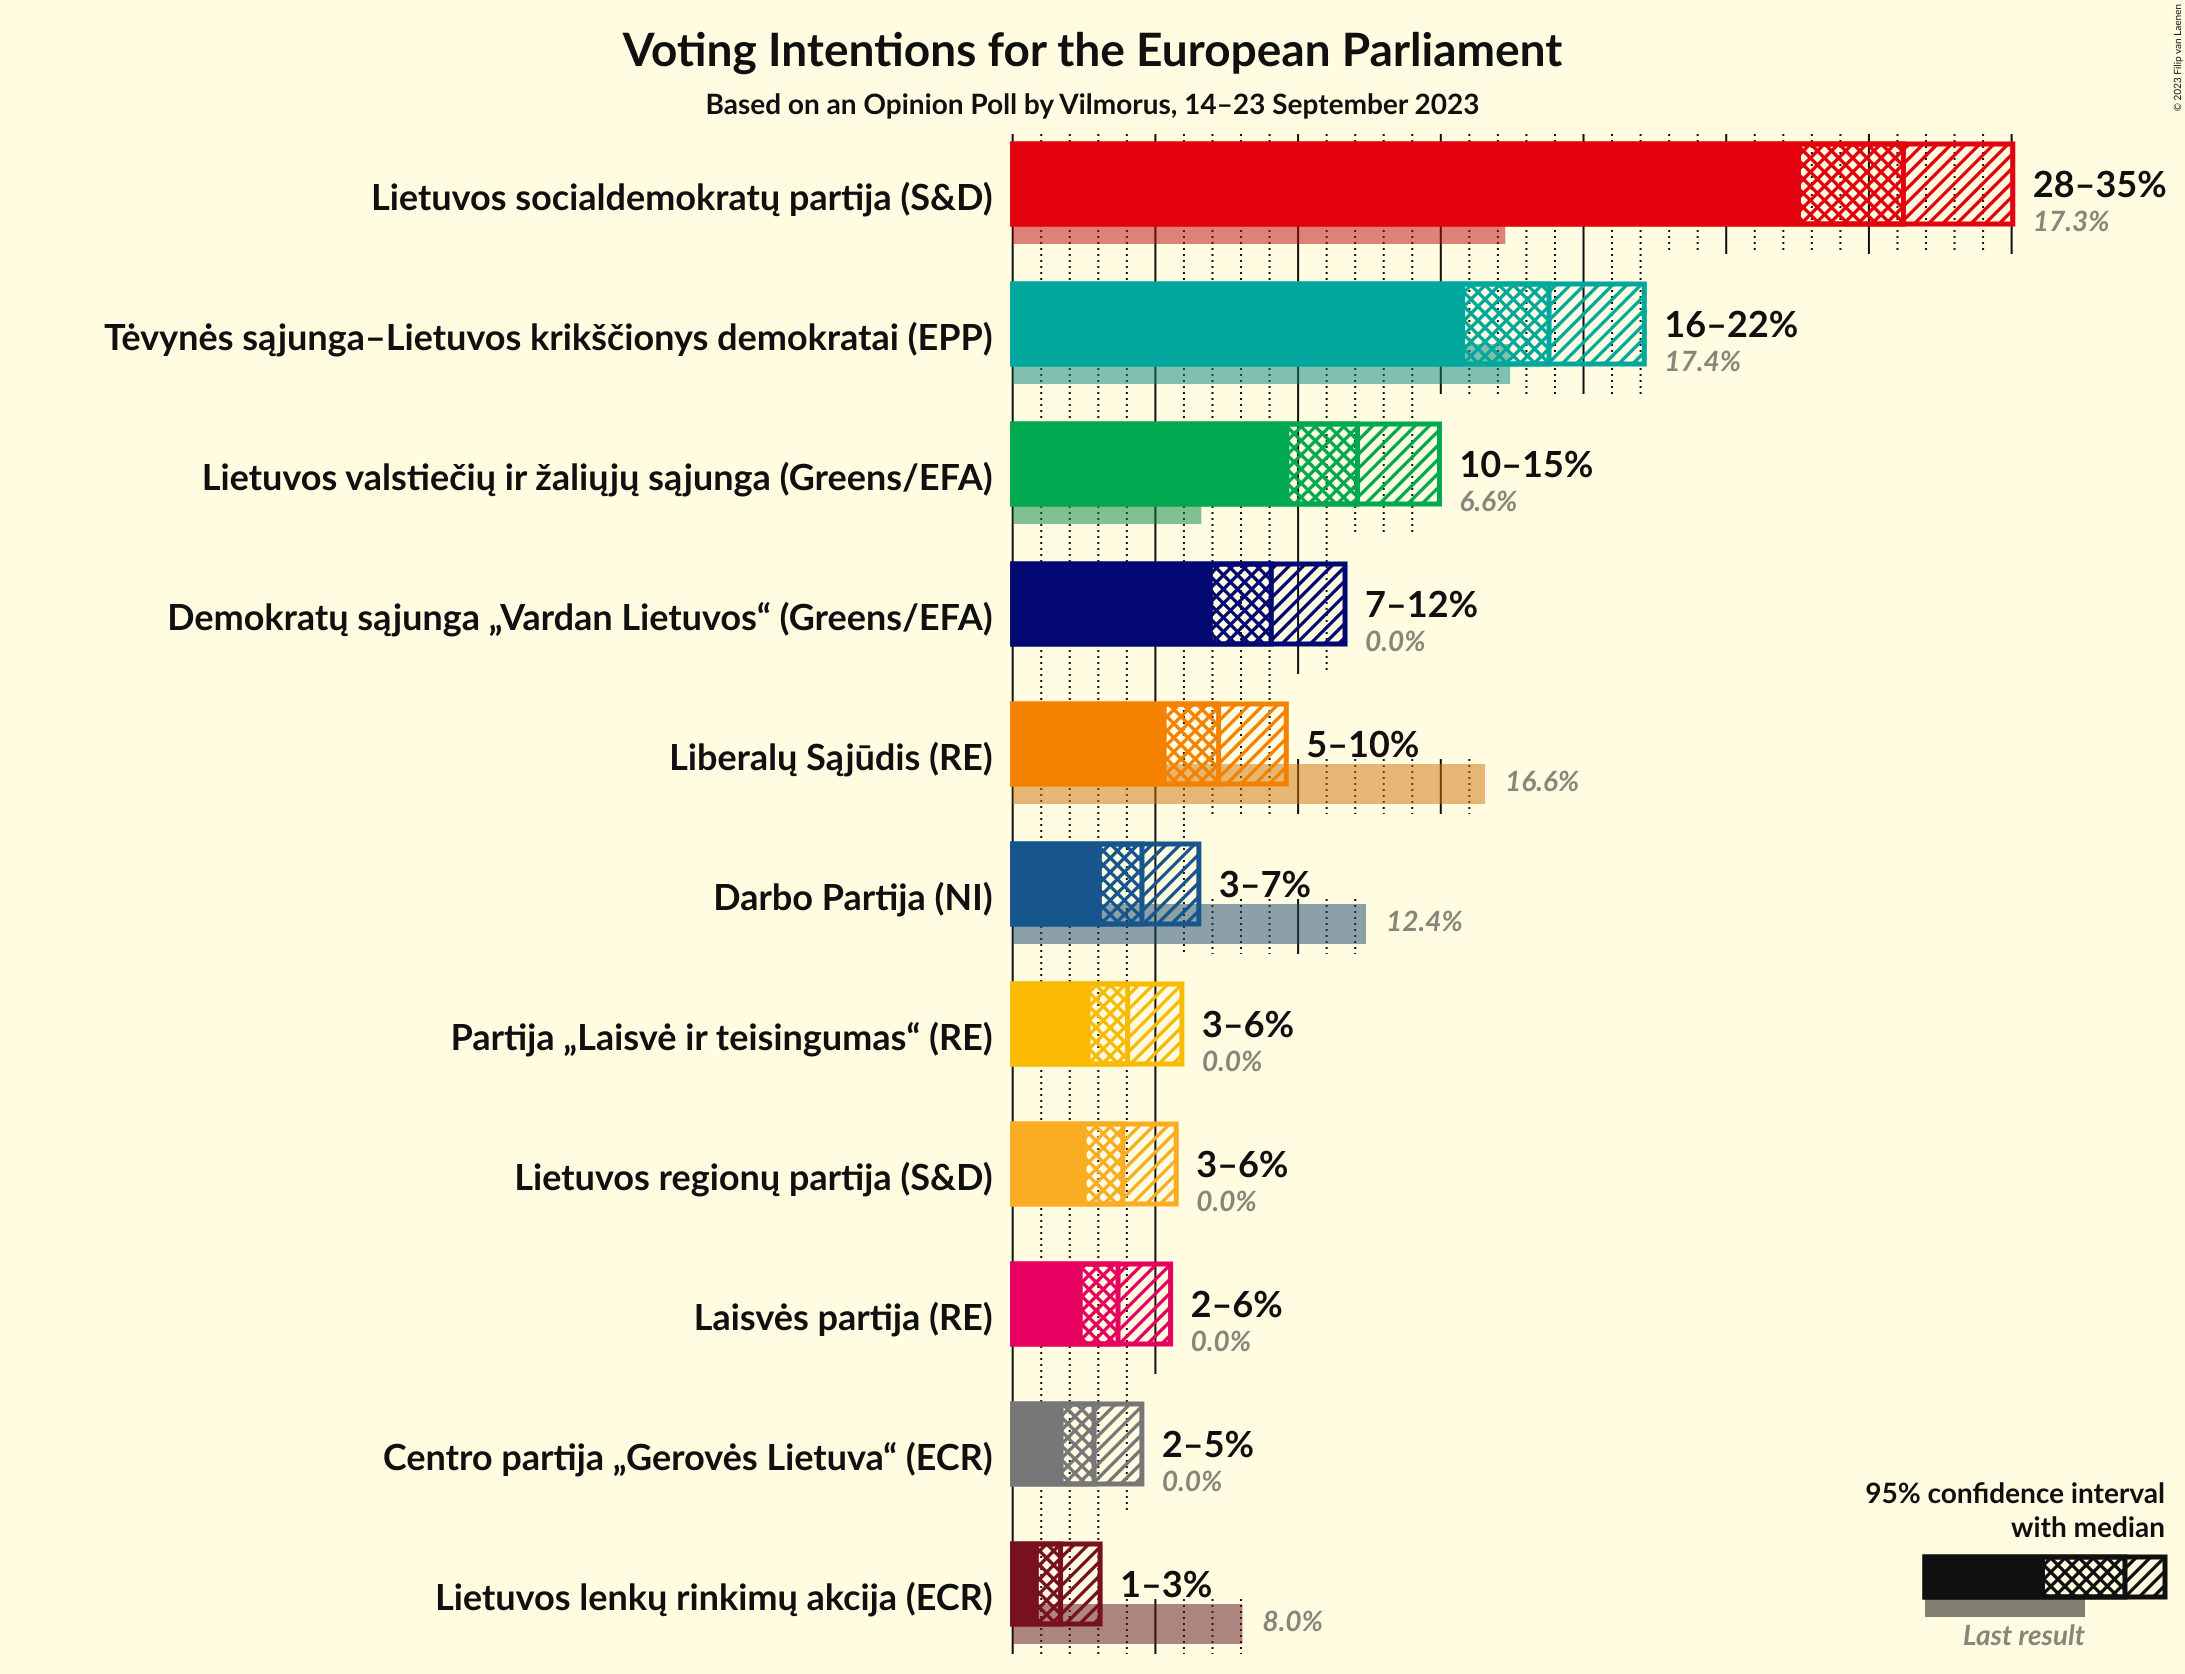 Voting Intentions for the European Parliament
Based on an Opinion Poll by Vilmorus, 14–23 September 2023
© 2023 Filip van Laenen
Lietuvos socialdemokratų partija (S&D)
28–35%
17.3%
Tėvynės sąjunga–Lietuvos krikščionys demokratai (EPP)
16–22%
17.4%
Lietuvos valstiečių ir žaliųjų sąjunga (Greens/EFA)
10–15%
6.6%
Demokratų sąjunga „Vardan Lietuvos“ (Greens/EFA)
7–12%
0.0%
Liberalų Sąjūdis (RE)
5–10%
16.6%
Darbo Partija (NI)
3–7%
12.4%
Partija „Laisvė ir teisingumas“ (RE)
3–6%
0.0%
Lietuvos regionų partija (S&D)
3–6%
0.0%
Laisvės partija (RE)
2–6%
0.0%
Centro partija „Gerovės Lietuva“ (ECR)
2–5%
0.0%
Lietuvos lenkų rinkimų akcija (ECR)
1–3%
8.0%
95% confidence interval
with median
Last result